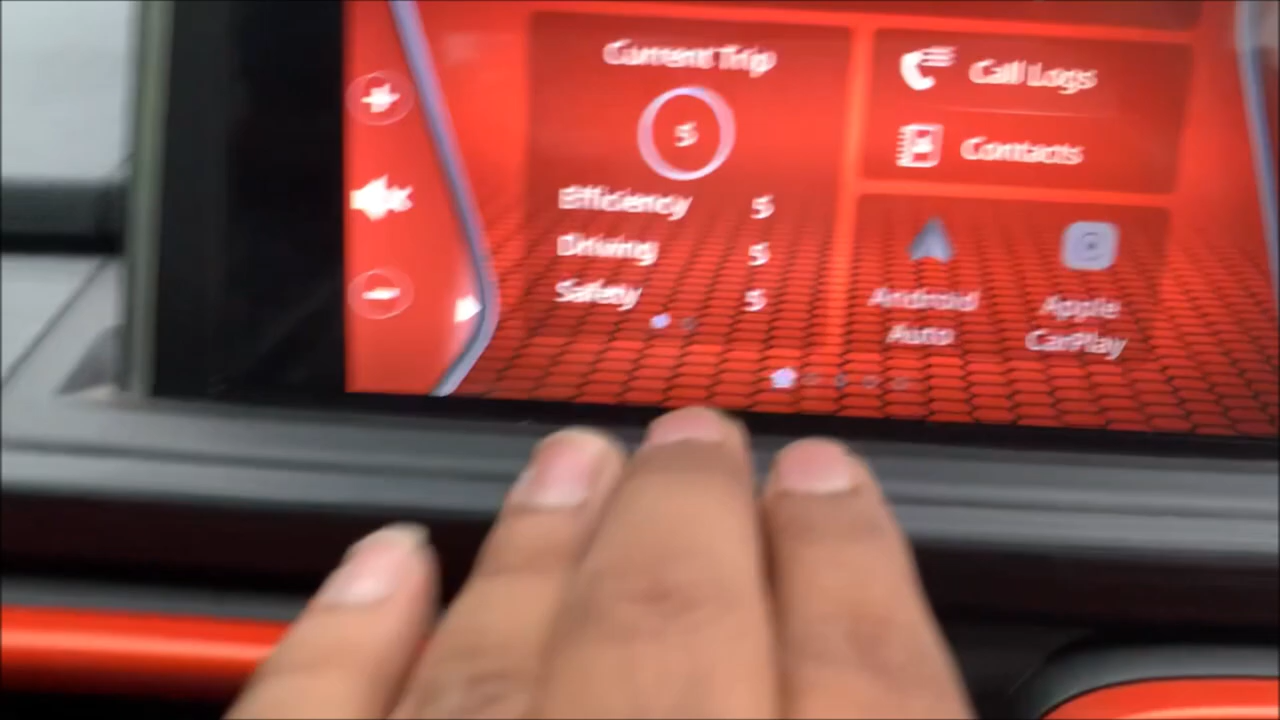 Current Trip
5
Efficiency 5
Driving 5
Safety 5
Call Logs
Contacts
Android
Auto
Apple
CarPlay